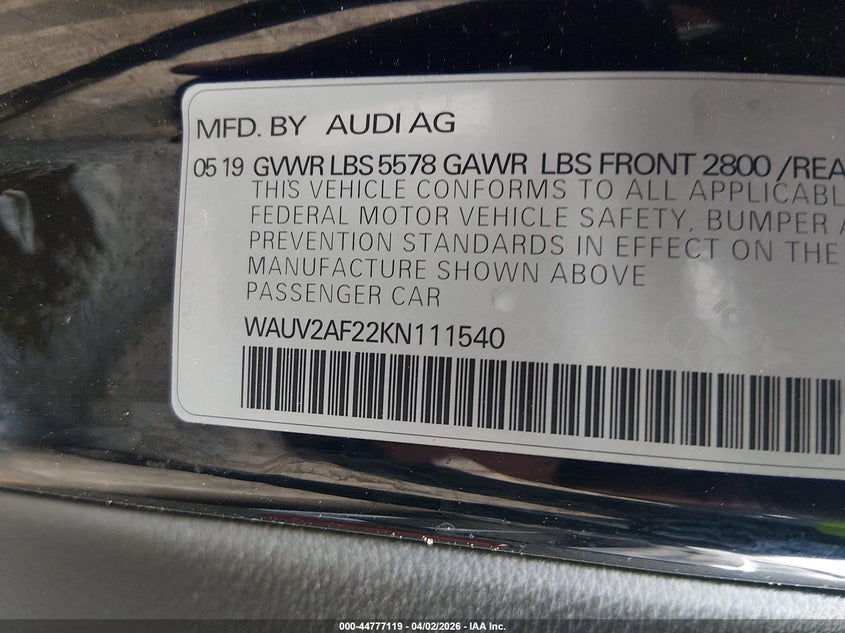 MFD. BY AUDI AG
05 19 GVWR LBS 5578 GAWR LBS FRONT 2800 /REA
THIS VEHICLE CONFORMS TO ALL APPLICABL
FEDERAL MOTOR VEHICLE SAFETY, BUMPER A
PREVENTION STANDARDS IN EFFECT ON THE
MANUFACTURE SHOWN ABOVE
PASSENGER CAR
WAUV2AF22KN111540
000-44777119 - 04/02/2026 - IAA Inc.